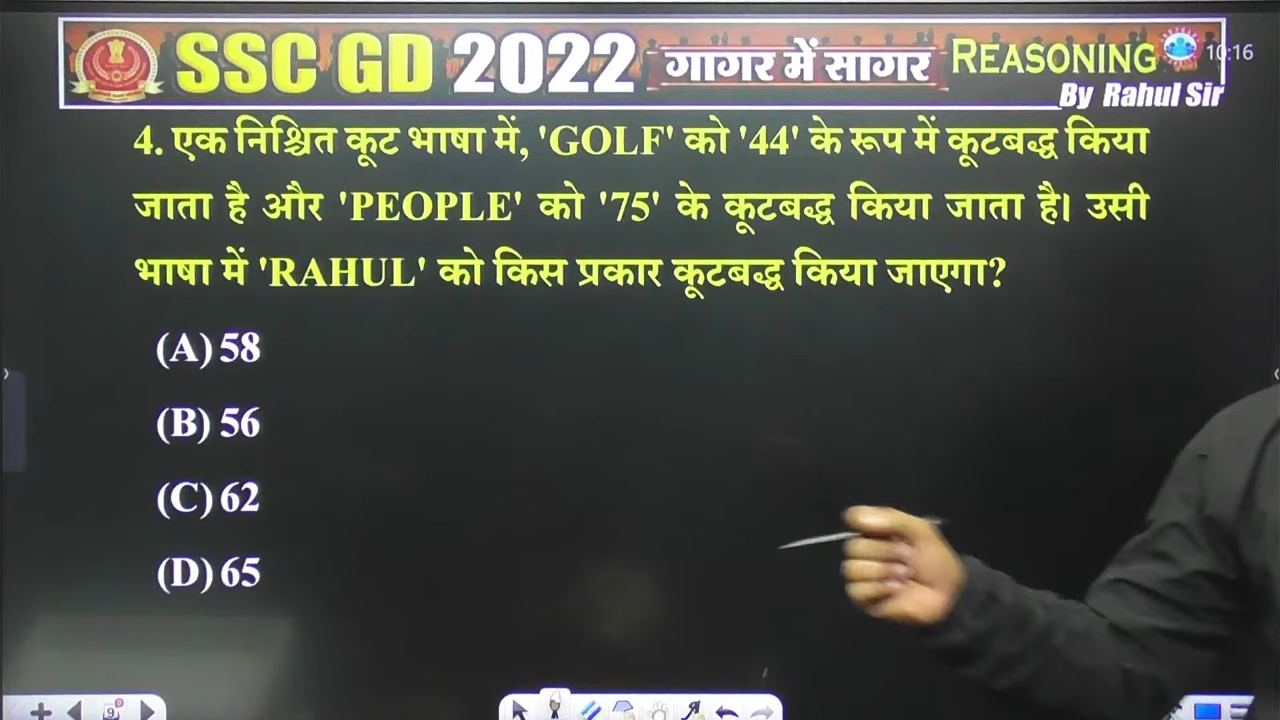 SSC GD 2022 गागर में सागर REASONING 10:16
By Rahul Sir
4. एक निश्चित कूट भाषा में, 'GOLF' को '44' के रूप में कूटबद्ध किया
जाता है और 'PEOPLE' को '75' के कूटबद्ध किया जाता है। उसी
भाषा में 'RAHUL' को किस प्रकार कूटबद्ध किया जाएगा?
(A) 58
(B) 56
(C) 62
(D) 65